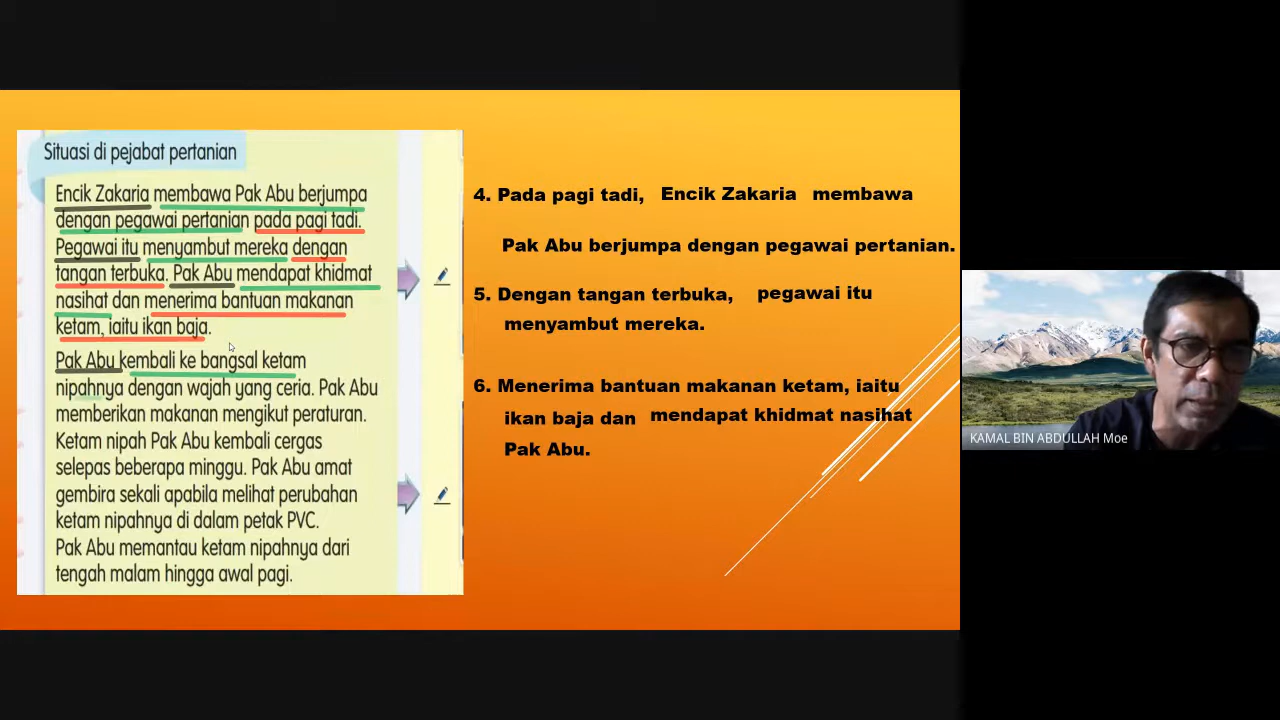 Situasi di pejabat pertanian
Encik Zakaria membawa Pak Abu berjumpa
dengan pegawai pertanian pada pagi tadi.
Pegawai itu menyambut mereka dengan
tangan terbuka. Pak Abu mendapat khidmat
nasihat dan menerima bantuan makanan
ketam, iaitu ikan baja.
Pak Abu kembali ke bangsal ketam
nipahnya dengan wajah yang ceria. Pak Abu
memberikan makanan mengikut peraturan.
Ketam nipah Pak Abu kembali cergas
selepas beberapa minggu. Pak Abu amat
gembira sekali apabila melihat perubahan
ketam nipahnya di dalam petak PVC.
Pak Abu memantau ketam nipahnya dari
tengah malam hingga awal pagi.
4. Pada pagi tadi, Encik Zakaria membawa
Pak Abu berjumpa dengan pegawai pertanian.
5. Dengan tangan terbuka, pegawai itu
menyambut mereka.
6. Menerima bantuan makanan ketam, iaitu
ikan baja dan mendapat khidmat nasihat
Pak Abu.
KAMAL BIN ABDULLAH Moe